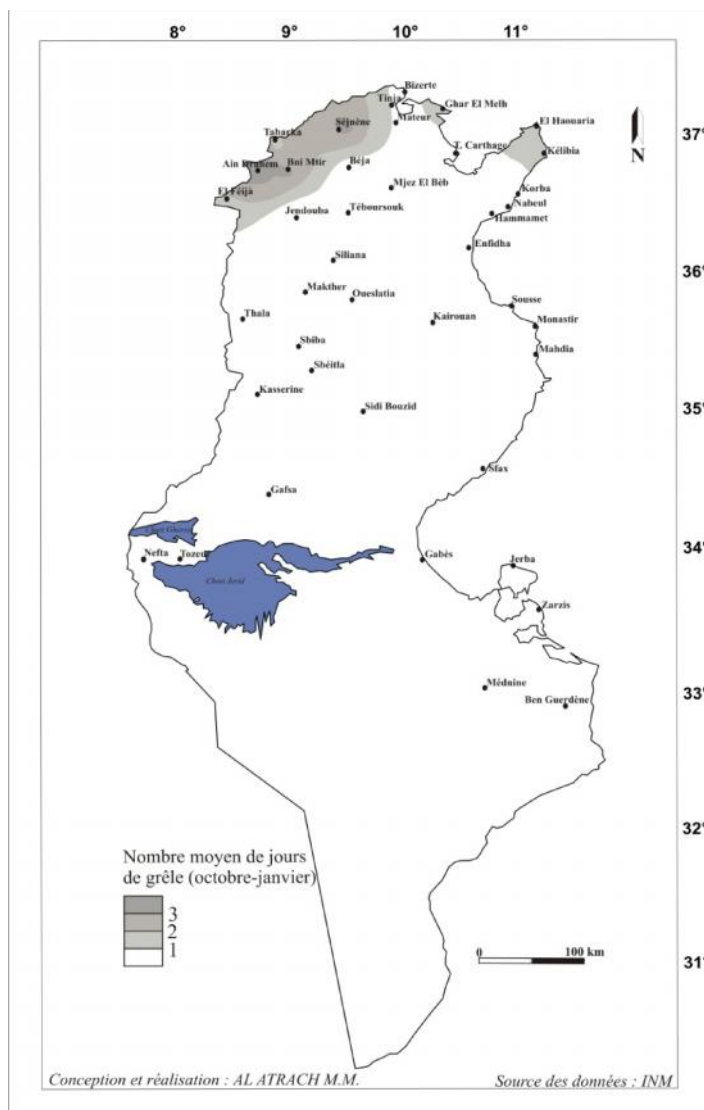 8° 9° 10° 11°
Bizerte
Tinja
Ghar El Melh
Mateur
El Haouaria
Séjnène
Tabarka
37°
T. Carthage
Kélibia
Ain Draham
Bni Mtir
Béja
Mjez El Bèb
El Féija
Korba
Nabeul
Jendouba
Téboursouk
Hammamet
Enfidha
Siliana
36°
Makther
Oueslatia
Sousse
Thala
Kairouan
Monastir
Sbiba
Mahdia
Sbéitla
Kasserine
35°
Sidi Bouzid
Sfax
Gafsa
Nefta
Tozeur
34°
Gabès
Jerba
Chott Jerid
Zarzis
33°
Médnine
Ben Guerdène
32°
Nombre moyen de jours
de grêle (octobre-janvier)
3
2
1
0 100 km
31°
N
Conception et réalisation : AL ATRACH M.M.
Source des données : INM